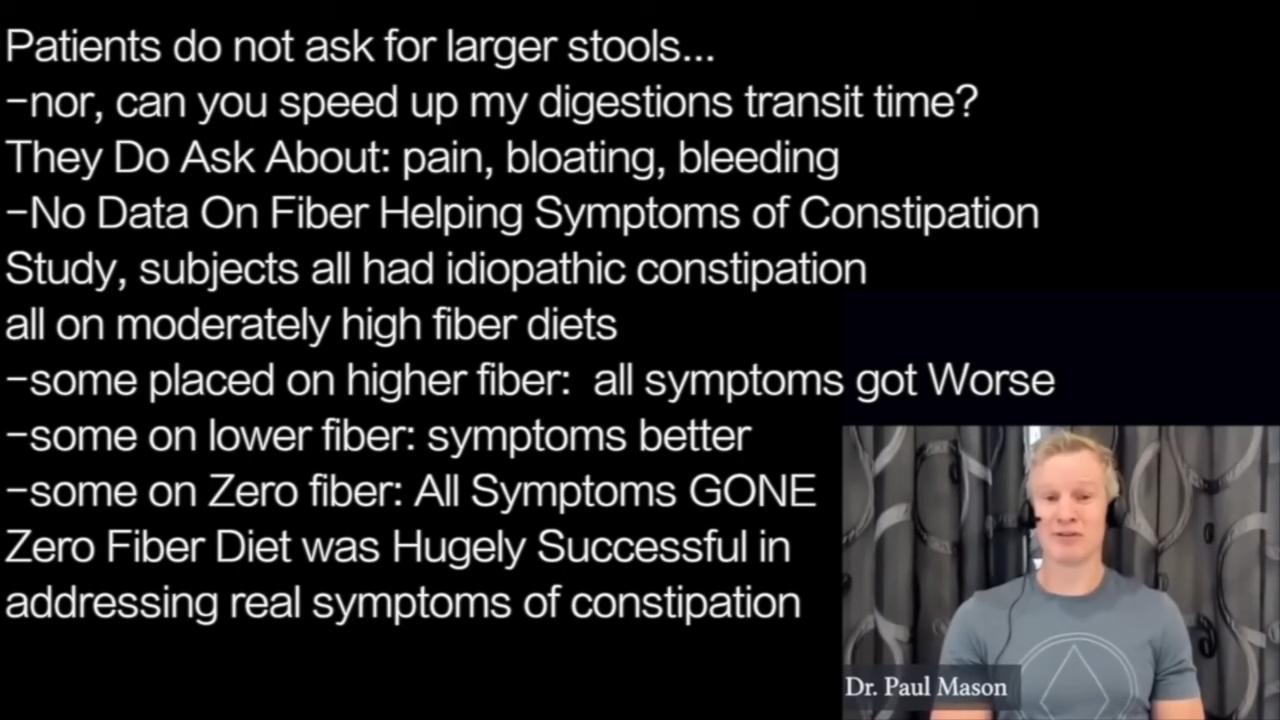 Patients do not ask for larger stools...
−nor, can you speed up my digestions transit time?
They Do Ask About: pain, bloating, bleeding
−No Data On Fiber Helping Symptoms of Constipation
Study, subjects all had idiopathic constipation
all on moderately high fiber diets
−some placed on higher fiber:  all symptoms got Worse
−some on lower fiber: symptoms better
−some on Zero fiber: All Symptoms GONE
Zero Fiber Diet was Hugely Successful in
addressing real symptoms of constipation
Dr. Paul Mason